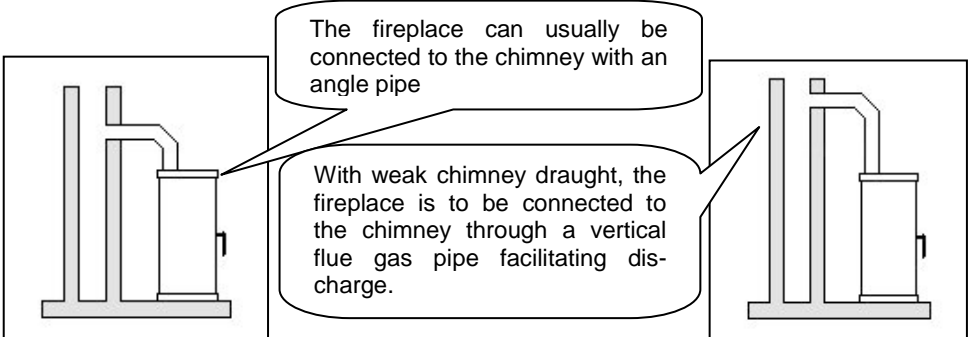 The fireplace can usually be
connected to the chimney with an
angle pipe
With weak chimney draught, the
fireplace is to be connected to
the chimney through a vertical
flue gas pipe facilitating dis-
charge.